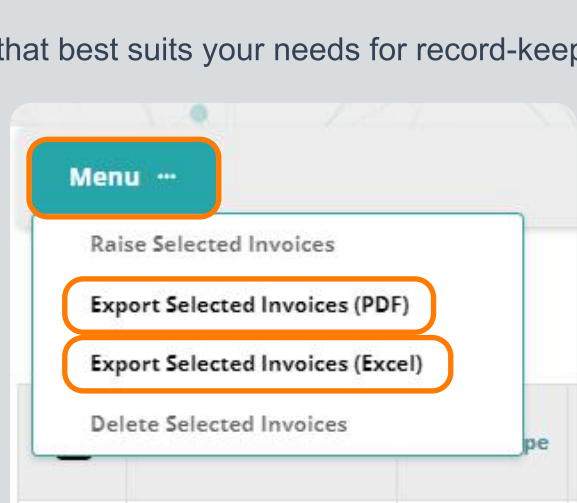 that best suits your needs for record-keep
Menu ···
Raise Selected Invoices
Export Selected Invoices (PDF)
Export Selected Invoices (Excel)
Delete Selected Invoices
pe